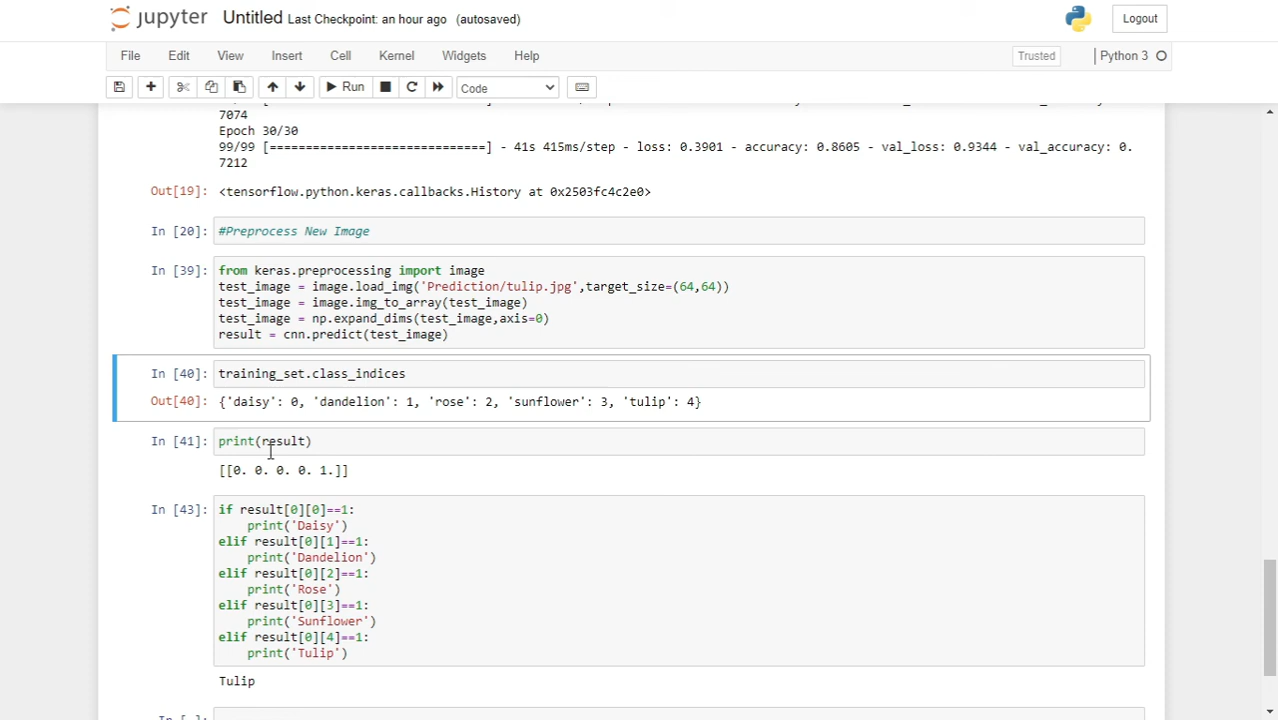 jupyter Untitled Last Checkpoint: an hour ago (autosaved) Logout
File Edit View Insert Cell Kernel Widgets Help Trusted Python 3
Run Code
7074
Epoch 30/30
99/99 [==============================] - 41s 415ms/step - loss: 0.3901 - accuracy: 0.8605 - val_loss: 0.9344 - val_accuracy: 0.
7212
Out[19]: <tensorflow.python.keras.callbacks.History at 0x2503fc4c2e0>
In [20]: #Preprocess New Image
In [39]: from keras.preprocessing import image
test_image = image.load_img('Prediction/tulip.jpg',target_size=(64,64))
test_image = image.img_to_array(test_image)
test_image = np.expand_dims(test_image,axis=0)
result = cnn.predict(test_image)
In [40]: training_set.class_indices
Out[40]: {'daisy': 0, 'dandelion': 1, 'rose': 2, 'sunflower': 3, 'tulip': 4}
In [41]: print(result)
[[0. 0. 0. 0. 1.]]
In [43]: if result[0][0]==1:
    print('Daisy')
elif result[0][1]==1:
    print('Dandelion')
elif result[0][2]==1:
    print('Rose')
elif result[0][3]==1:
    print('Sunflower')
elif result[0][4]==1:
    print('Tulip')
Tulip